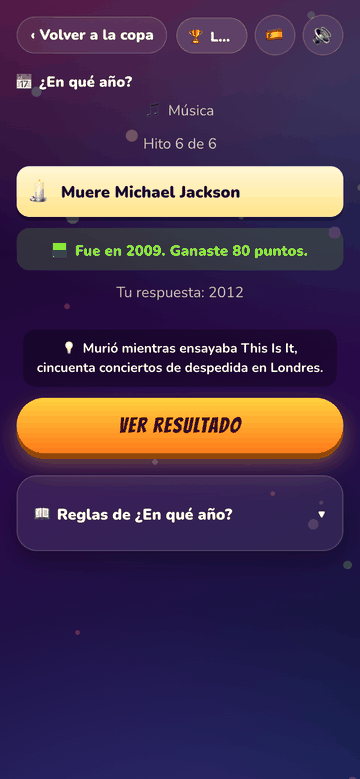 ‹ Volver a la copa
L...
¿En qué año?
Música
Hito 6 de 6
Muere Michael Jackson
Fue en 2009. Ganaste 80 puntos.
Tu respuesta: 2012
Murió mientras ensayaba This Is It,
cincuenta conciertos de despedida en Londres.
VER RESULTADO
Reglas de ¿En qué año?